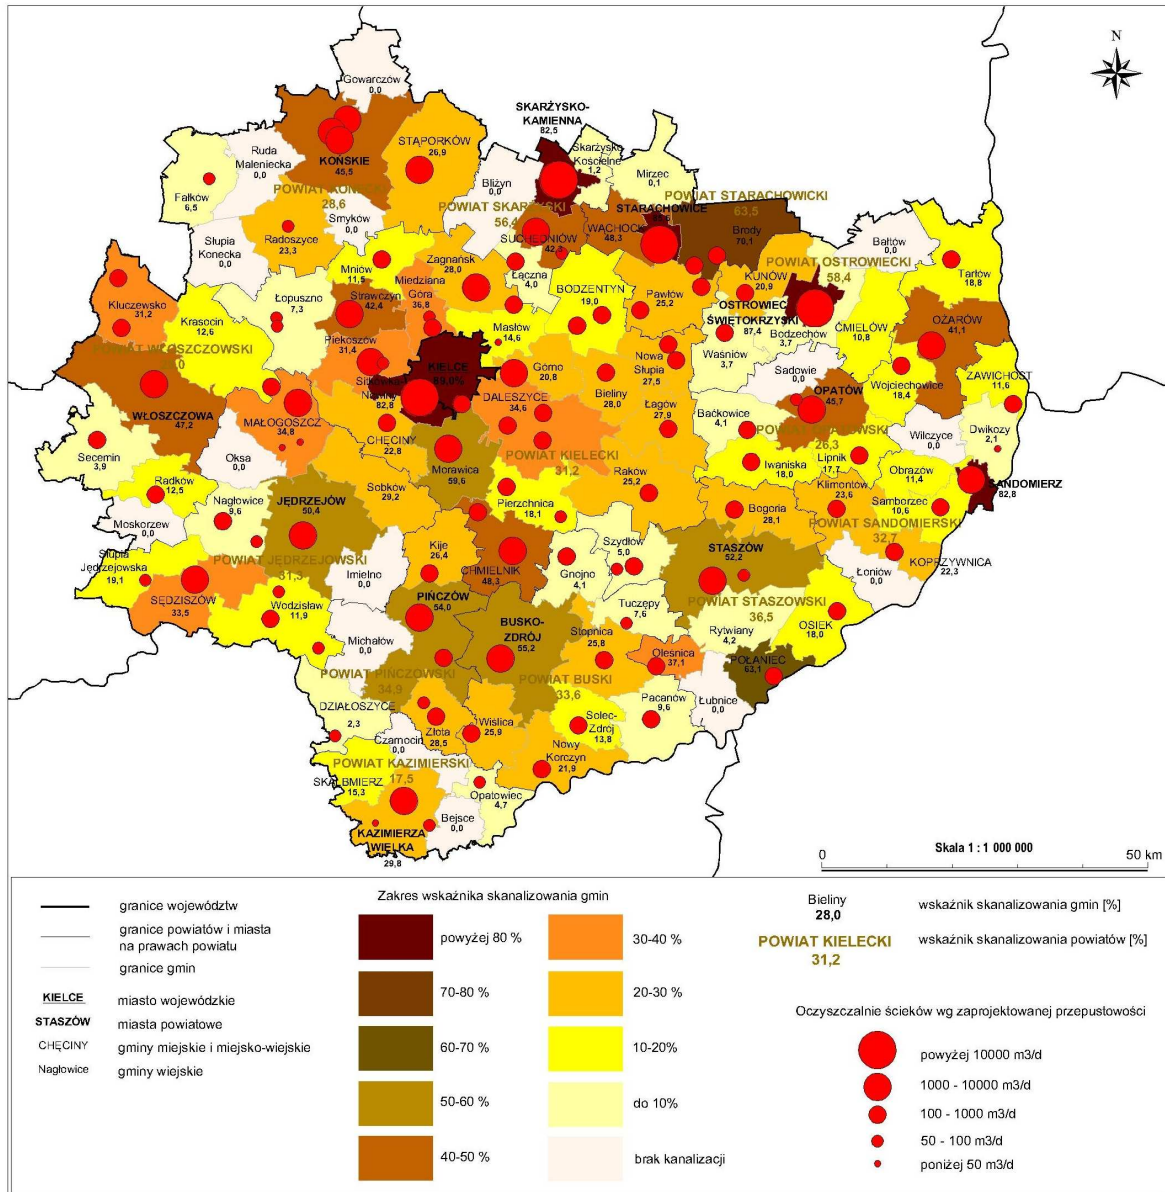 N
Gowarczów
0,0
SKARŻYSKO-
KAMIENNA
82,5
KOŃSKIE
45,5
STĄPORKÓW
26,9
Ruda
Maleniecka
0,0
Fałków
6,5
POWIAT KONECKI
28,6
Smyków
0,0
Radoszyce
23,3
Słupia
Konecka
0,0
Bliżyn
0,0
Skarżysko
Kościelne
1,2
Mirzec
0,1
POWIAT SKARŻYSKI
56,4
SUCHEDNIÓW
42,3
WĄCHOCK
48,3
STARACHOWICE
POWIAT STARACHOWICKI
63,5
Brody
70,1
Bałtów
0,0
POWIAT OSTROWIECKI
58,4
Tarłów
18,8
KUNÓW
20,9
OSTROWIEC
ŚWIĘTOKRZYSKI
87,4
Bodzechów
3,7
ĆMIELÓW
10,8
OŻARÓW
41,1
Waśniów
3,7
Sadowie
0,0
Wojciechowice
18,4
ZAWICHOST
11,6
Mniów
11,5
Zagnańsk
28,0
Łączna
4,0
BODZENTYN
19,0
Pawłów
25,2
Miedziana
Góra
36,8
Strawczyn
42,4
Masłów
14,6
Łopuszno
7,3
Kluczewsko
31,2
Krasocin
12,6
POWIAT WŁOSZCZOWSKI
Piekoszów
31,4
KIELCE
89,0%
Sitkówka-
Nowiny
82,8
Górno
20,8
Bieliny
28,0
Nowa
Słupia
27,5
Łagów
27,9
DALESZYCE
34,6
WŁOSZCZOWA
47,2
MAŁOGOSZCZ
34,8
CHĘCINY
22,8
Morawica
59,6
POWIAT KIELECKI
31,2
Baćkowice
4,1
OPATÓW
45,7
POWIAT OPATOWSKI
26,3
Iwaniska
18,0
Lipnik
17,7
Wilczyce
0,0
Dwikozy
2,1
Obrazów
11,4
SANDOMIERZ
82,8
Klimontów
23,6
Samborzec
10,6
POWIAT SANDOMIERSKI
32,7
KOPRZYWNICA
22,3
Łoniów
0,0
Secemin
3,9
Oksa
0,0
Radków
12,5
Nagłowice
9,6
Moskorzew
0,0
JĘDRZEJÓW
50,4
Sobków
29,2
Pierzchnica
18,1
Raków
25,2
Bogoria
28,1
Słupia
Jędrzejowska
19,1
POWIAT JĘDRZEJOWSKI
31,3
Imielno
0,0
Kije
26,4
CHMIELNIK
48,3
Gnojno
4,1
Szydłów
5,0
STASZÓW
52,2
POWIAT STASZOWSKI
36,5
SĘDZISZÓW
33,5
Wodzisław
11,9
PIŃCZÓW
54,0
BUSKO-
ZDRÓJ
55,2
Tuczępy
7,6
Rytwiany
4,2
OSIEK
18,0
Michałów
0,0
Stopnica
25,8
Oleśnica
37,1
POŁANIEC
63,1
POWIAT PIŃCZOWSKI
34,9
POWIAT BUSKI
33,6
Łubnice
0,0
Pacanów
9,6
DZIAŁOSZYCE
2,3
Złota
28,5
Wiślica
25,9
Solec-
Zdrój
13,8
Czarnocin
0,0
Nowy
Korczyn
21,9
POWIAT KAZIMIERSKI
17,5
SKALBMIERZ
15,3
Opatowiec
4,7
Bejsce
0,0
KAZIMIERZA
WIELKA
29,8
Skala 1 : 1 000 000
0 50 km
granice województw
granice powiatów i miasta
na prawach powiatu
granice gmin
KIELCE miasto wojewódzkie
STASZÓW miasta powiatowe
CHĘCINY gminy miejskie i miejsko-wiejskie
Nagłowice gminy wiejskie
Zakres wskaźnika skanalizowania gmin
powyżej 80 %
70-80 %
60-70 %
50-60 %
40-50 %
30-40 %
20-30 %
10-20%
do 10%
brak kanalizacji
Bieliny
28,0
wskaźnik skanalizowania gmin [%]
POWIAT KIELECKI
31,2
wskaźnik skanalizowania powiatów [%]
Oczyszczalnie ścieków wg zaprojektowanej przepustowości
powyżej 10000 m3/d
1000 - 10000 m3/d
100 - 1000 m3/d
50 - 100 m3/d
poniżej 50 m3/d